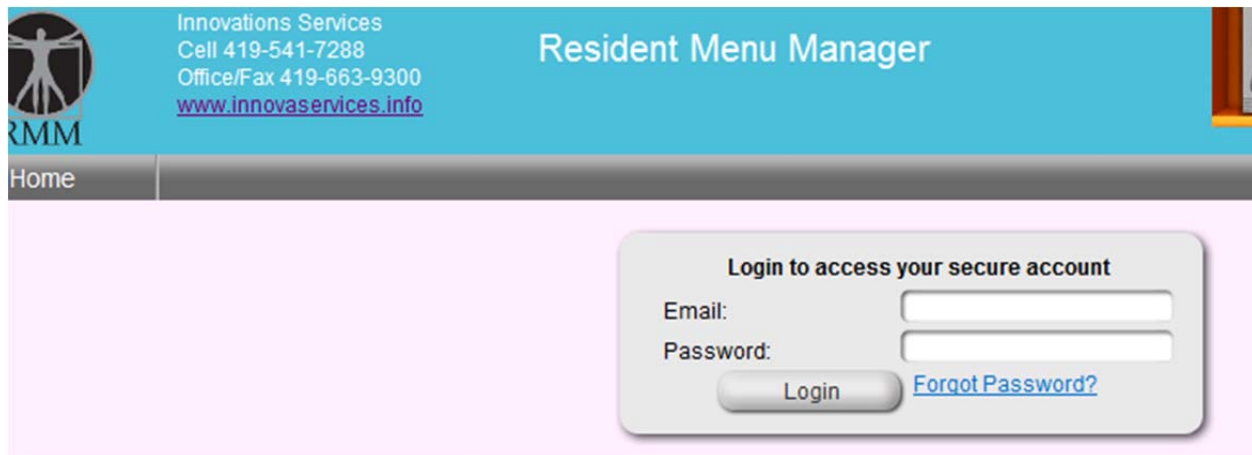 Innovations Services
Cell 419-541-7288
Office/Fax 419-663-9300
www.innovaservices.info
Resident Menu Manager
RMM
Home
Login to access your secure account
Email:
Password:
Login
Forgot Password?